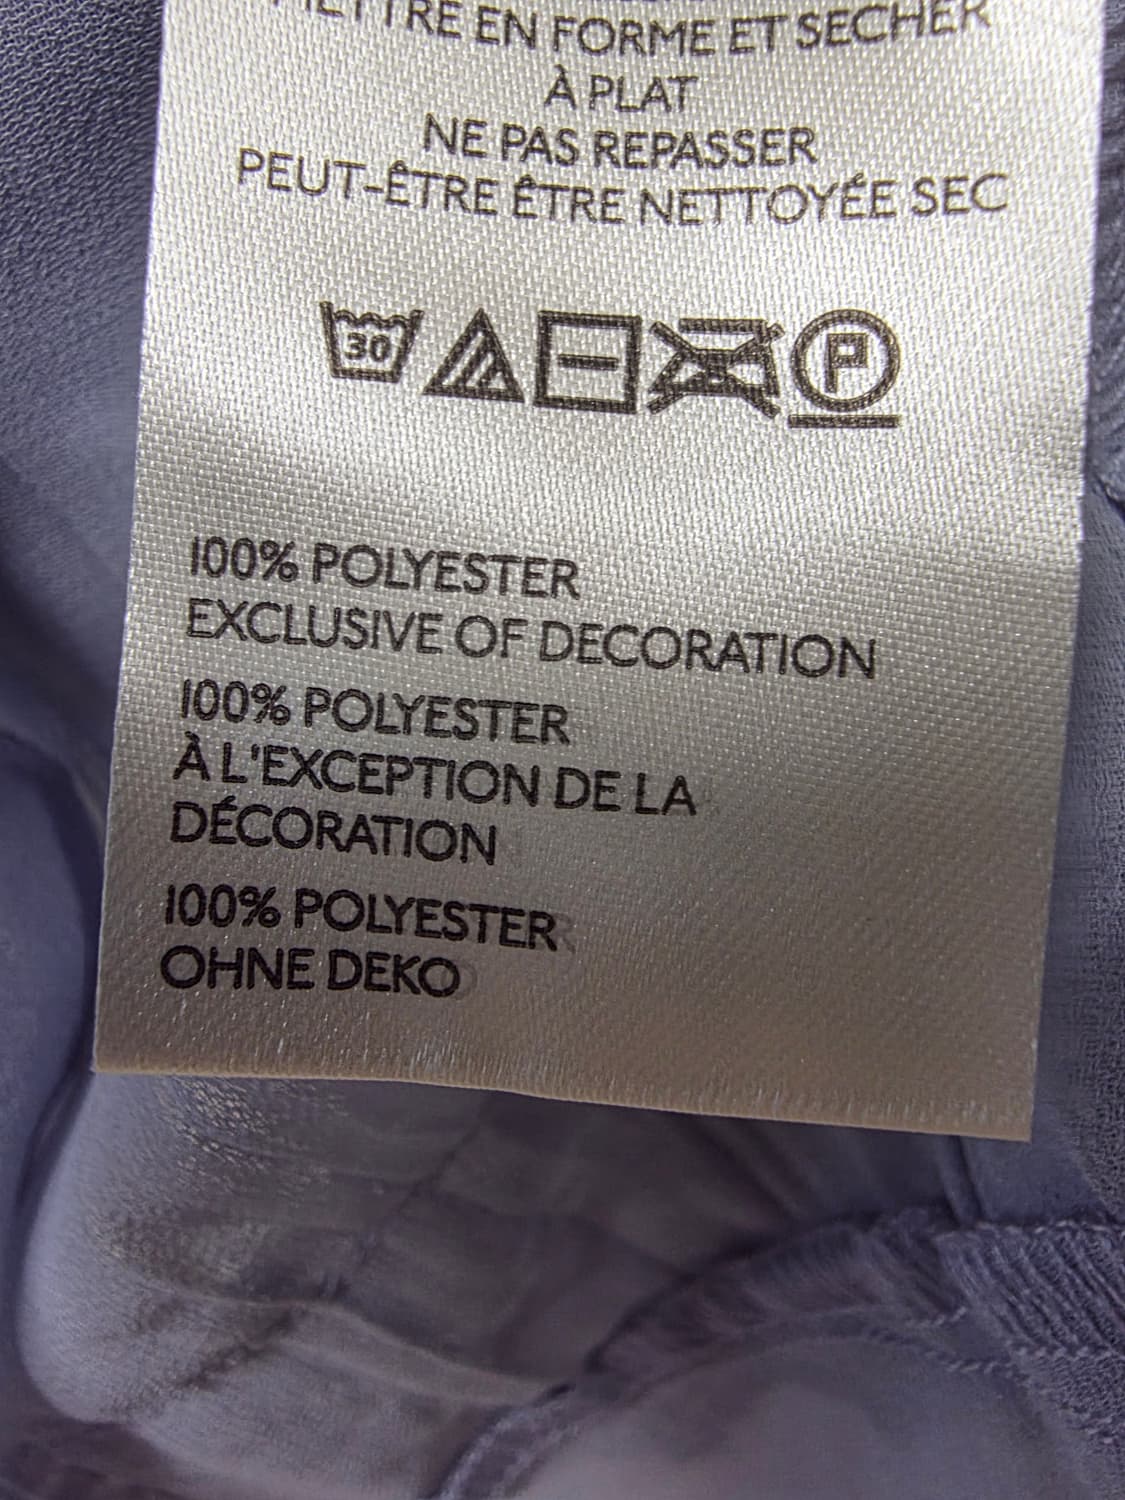 METTRE EN FORME ET SECHER
À PLAT
NE PAS REPASSER
PEUT-ÊTRE ÊTRE NETTOYÉE SEC
30 P
100% POLYESTER
EXCLUSIVE OF DECORATION
100% POLYESTER
À L'EXCEPTION DE LA
DÉCORATION
100% POLYESTER
OHNE DEKO